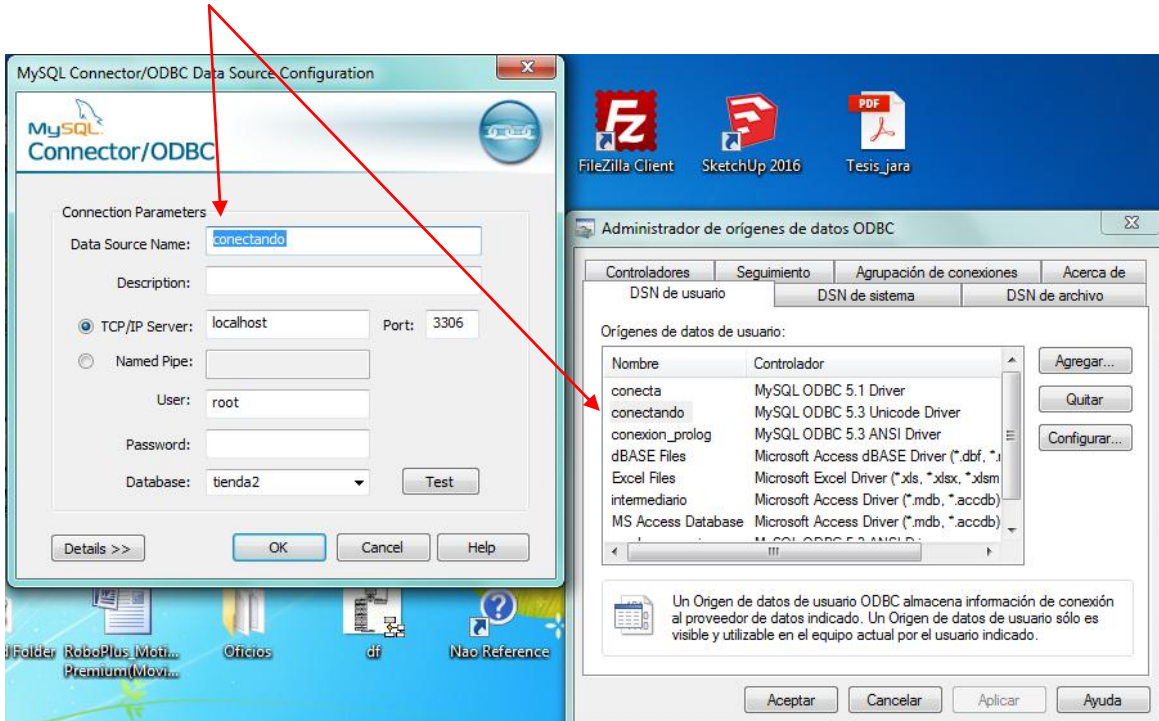 MySQL Connector/ODBC Data Source Configuration
MySQL
Connector/ODBC
Connection Parameters
Data Source Name: conectando
Description:
TCP/IP Server: localhost Port: 3306
Named Pipe:
User: root
Password:
Database: tienda2 Test
Details >> OK Cancel Help
FileZilla Client SketchUp 2016 Tesis_jara
PDF
Administrador de orígenes de datos ODBC
Controladores Seguimiento Agrupación de conexiones Acerca de
DSN de usuario DSN de sistema DSN de archivo
Orígenes de datos de usuario:
Nombre Controlador
conecta MySQL ODBC 5.1 Driver
conectando MySQL ODBC 5.3 Unicode Driver
conexion_prolog MySQL ODBC 5.3 ANSI Driver
dBASE Files Microsoft Access dBASE Driver (*.dbf, *.
Excel Files Microsoft Excel Driver (*.xls, *.xlsx, *.xlsm
intermediario Microsoft Access Driver (*.mdb, *.accdb)
MS Access Database Microsoft Access Driver (*.mdb, *.accdb)
Agregar...
Quitar
Configurar...
Un Origen de datos de usuario ODBC almacena información de conexión
al proveedor de datos indicado. Un Origen de datos de usuario sólo es
visible y utilizable en el equipo actual por el usuario indicado.
Aceptar Cancelar Aplicar Ayuda
Folder RoboPlus_Moti... Oficios df Nao Reference
Premium(Movi...